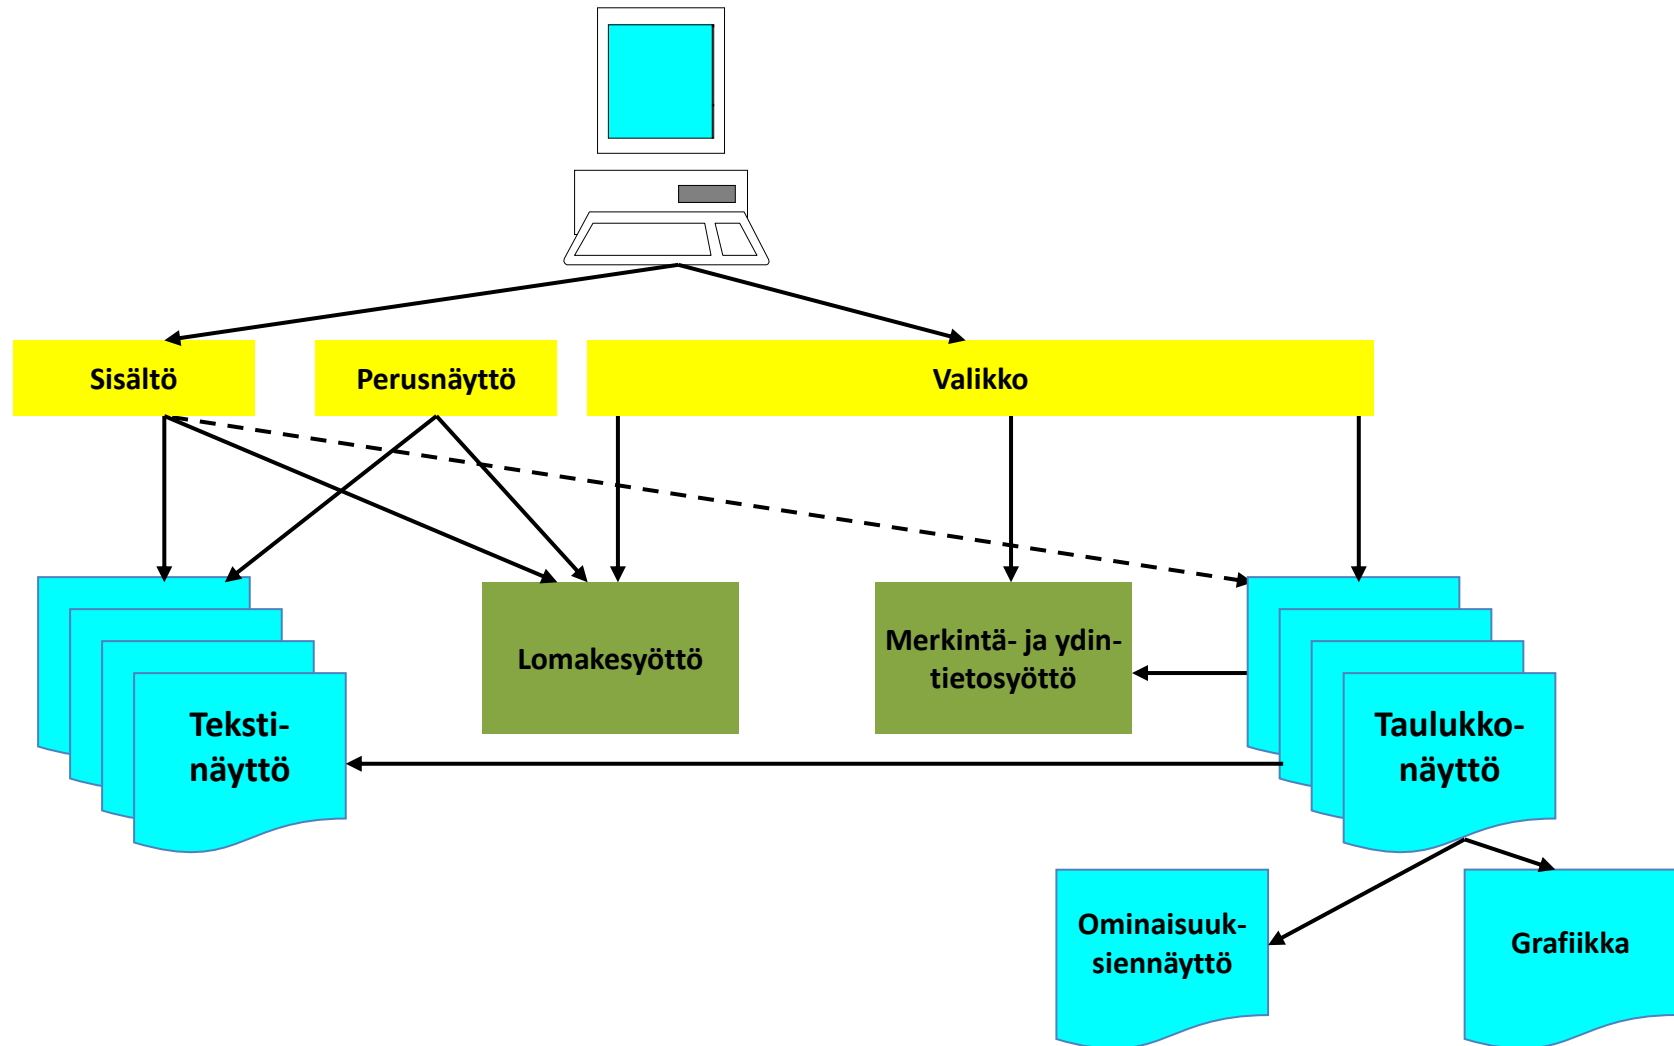 Sisältö
Perusnäyttö
Valikko
Teksti-
näyttö
Lomakesyöttö
Merkintä- ja ydin-
tietosyöttö
Taulukko-
näyttö
Ominaisuuk-
siennäyttö
Grafiikka